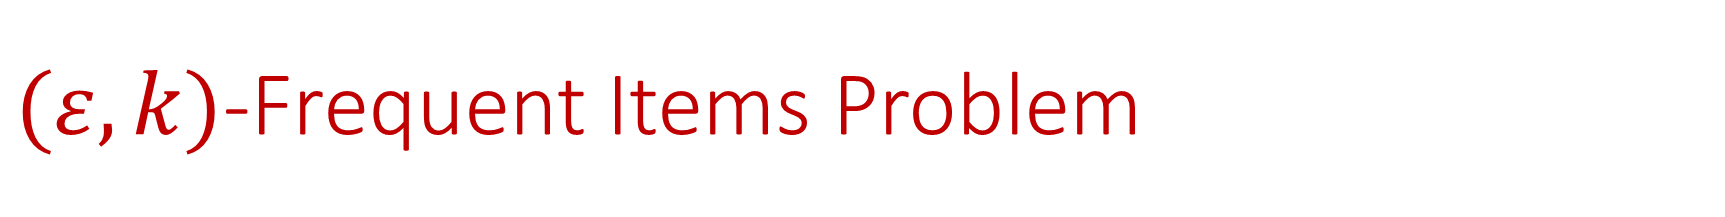 (ε, k)-Frequent Items Problem